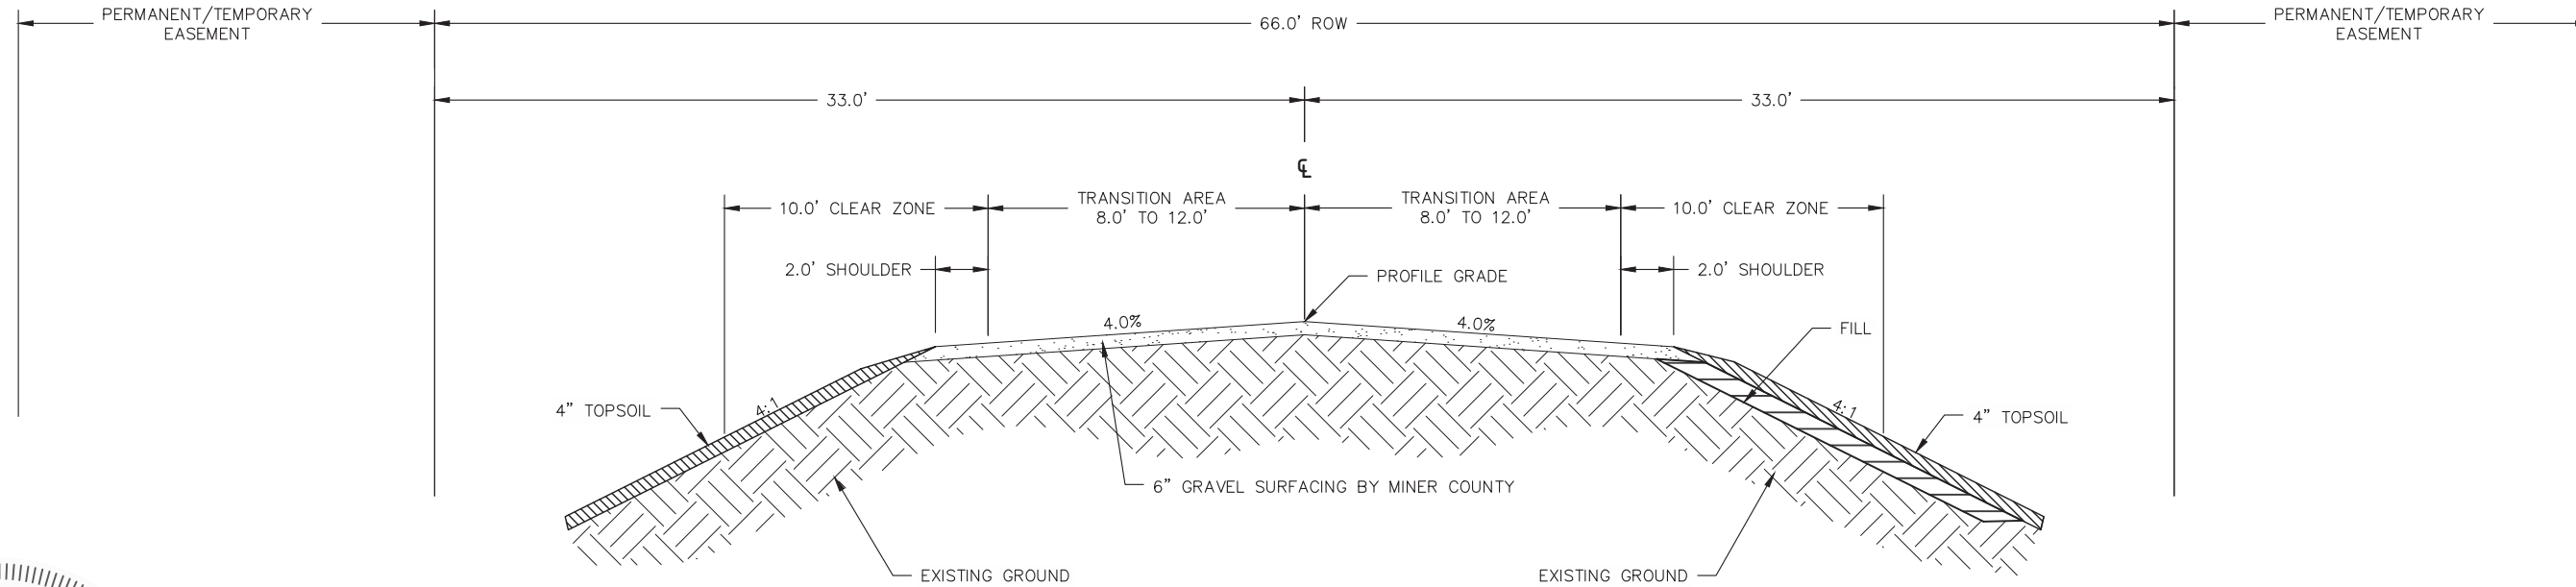 PERMANENT/TEMPORARY
EASEMENT
66.0' ROW
PERMANENT/TEMPORARY
EASEMENT
33.0'
33.0'
℄
10.0' CLEAR ZONE
TRANSITION AREA
8.0' TO 12.0'
TRANSITION AREA
8.0' TO 12.0'
10.0' CLEAR ZONE
2.0' SHOULDER
PROFILE GRADE
2.0' SHOULDER
4.0%
4.0%
FILL
4" TOPSOIL
4:1
4:1
4" TOPSOIL
6" GRAVEL SURFACING BY MINER COUNTY
EXISTING GROUND
EXISTING GROUND